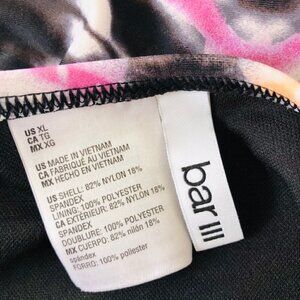 US XL
CA TG
MX XG
US MADE IN VIETNAM
CA FABRIQUÉ AU VIETNAM
MX HECHO EN VIETNAM
US SHELL: 82% NYLON 18%
SPANDEX
LINING: 100% POLYESTER
CA EXTÉRIEUR: 82% NYLON 18%
SPANDEX
DOUBLURE: 100% POLYESTER
MX CUERPO: 82% nilón 18%
spándex
FORRO: 100% poliester
bar III